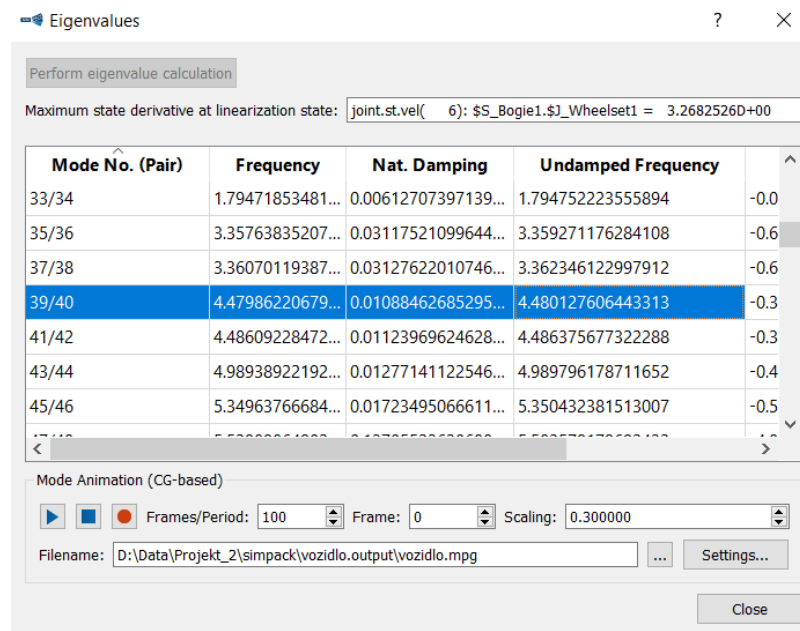 Eigenvalues ?
Perform eigenvalue calculation
Maximum state derivative at linearization state: joint.st.vel( 6): $S_Bogie1.$J_Wheelset1 = 3.2682526D+00
Mode No. (Pair) Frequency Nat. Damping Undamped Frequency
33/34 1.79471853481... 0.00612707397139... 1.794752223555894 -0.0
35/36 3.35763835207... 0.03117521099644... 3.359271176284108 -0.6
37/38 3.36070119387... 0.03127622010746... 3.362346122997912 -0.6
39/40 4.47986220679... 0.01088462685295... 4.480127606443313 -0.3
41/42 4.48609228472... 0.01123969624628... 4.486375677322288 -0.3
43/44 4.98938922192... 0.01277141122546... 4.989796178711652 -0.4
45/46 5.34963766684... 0.01723495066611... 5.350432381513007 -0.5
Mode Animation (CG-based)
Frames/Period: 100 Frame: 0 Scaling: 0.300000
Filename: D:\Data\Projekt_2\simpack\vozidlo.output\vozidlo.mpg ... Settings...
Close